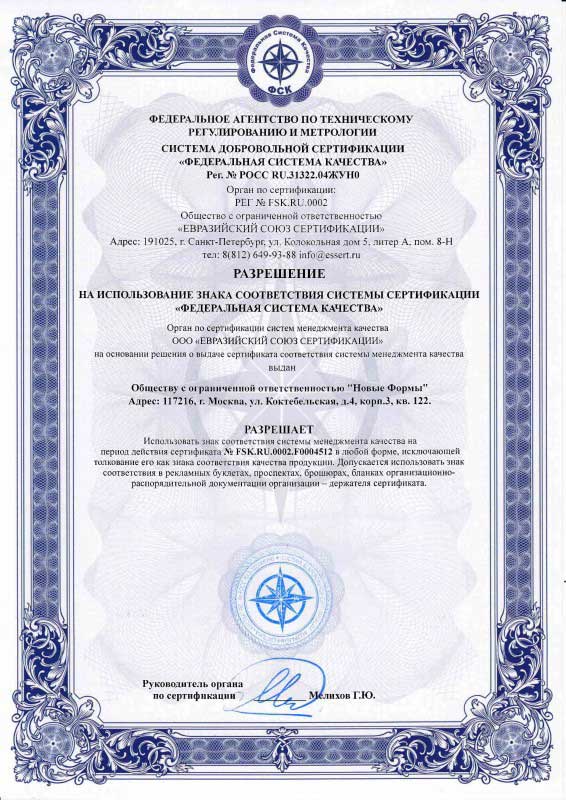 Федеральная Система Качества
ФСК
ФЕДЕРАЛЬНОЕ АГЕНТСТВО ПО ТЕХНИЧЕСКОМУ
РЕГУЛИРОВАНИЮ И МЕТРОЛОГИИ
СИСТЕМА ДОБРОВОЛЬНОЙ СЕРТИФИКАЦИИ
«ФЕДЕРАЛЬНАЯ СИСТЕМА КАЧЕСТВА»
Рег. № РОСС RU.31322.04ЖУН0
Орган по сертификации:
РЕГ № FSK.RU.0002
Общество с ограниченной ответственностью
«ЕВРАЗИЙСКИЙ СОЮЗ СЕРТИФИКАЦИИ»
Адрес: 191025, г. Санкт-Петербург, ул. Колокольная дом 5, литер А, пом. 8-Н
тел: 8(812) 649-93-88 info@essert.ru
РАЗРЕШЕНИЕ
НА ИСПОЛЬЗОВАНИЕ ЗНАКА СООТВЕТСТВИЯ СИСТЕМЫ СЕРТИФИКАЦИИ
«ФЕДЕРАЛЬНАЯ СИСТЕМА КАЧЕСТВА»
Орган по сертификации систем менеджмента качества
ООО «ЕВРАЗИЙСКИЙ СОЮЗ СЕРТИФИКАЦИИ»
на основании решения о выдаче сертификата соответствия системы менеджмента качества
выдан
Обществу с ограниченной ответственностью "Новые Формы"
Адрес: 117216, г. Москва, ул. Коктебельская, д.4, корп.3, кв. 122.
РАЗРЕШАЕТ
Использовать знак соответствия системы менеджмента качества на
период действия сертификата № FSK.RU.0002.F0004512 в любой форме, исключающей
толкование его как знака соответствия качества продукции. Допускается использовать знак
соответствия в рекламных буклетах, проспектах, брошюрах, бланках организационно-
распорядительной документации организации – держателя сертификата.
Руководитель органа
по сертификации
Мелихов Г.Ю.